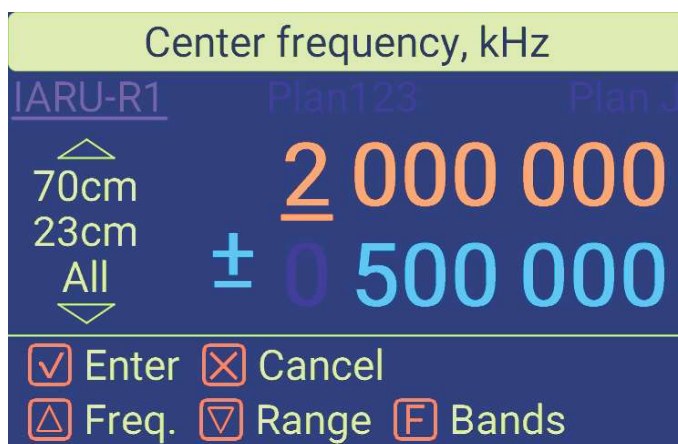 Center frequency, kHz
IARU-R1 Plan123 Plan
70cm
23cm
All
2 000 000
± 0 500 000
Enter Cancel
Freq. Range F Bands